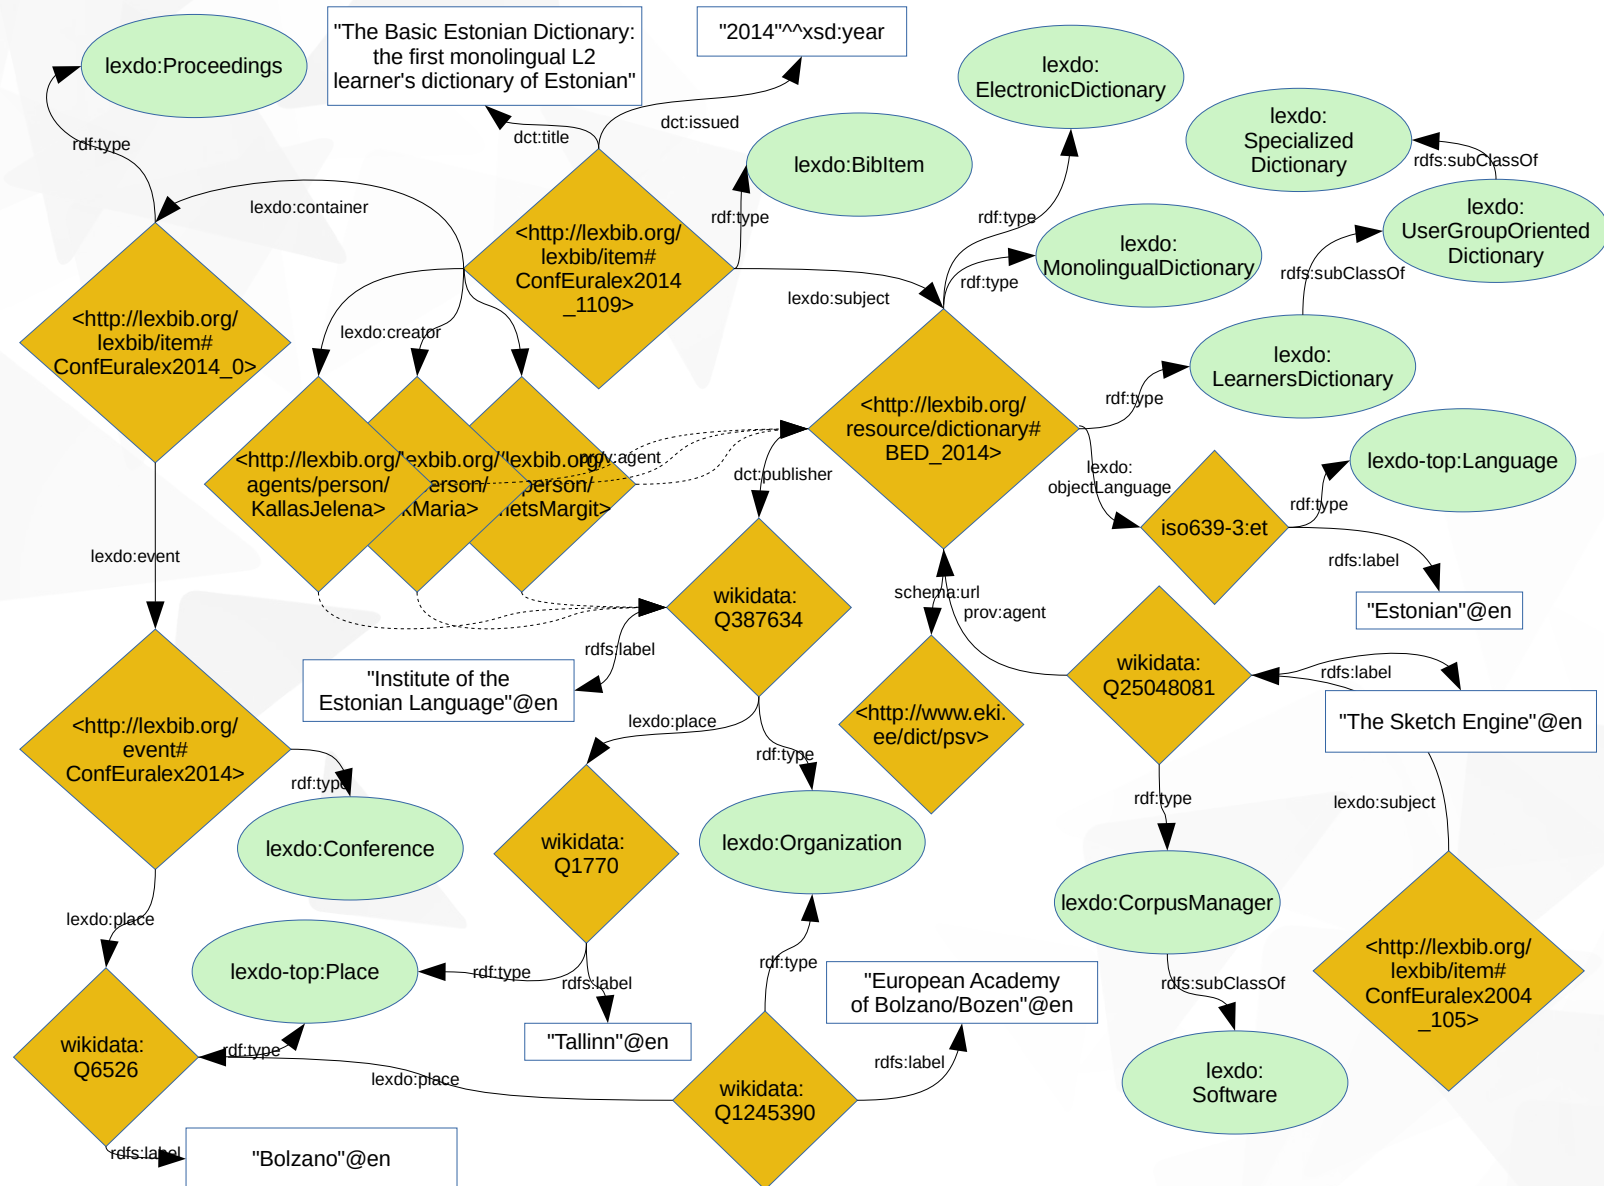 lexdo:Proceedings
"The Basic Estonian Dictionary:
the first monolingual L2
learner's dictionary of Estonian"
"2014"^^xsd:year
lexdo:
ElectronicDictionary
lexdo:
Specialized
Dictionary
rdf:type
dct:title
dct:issued
lexdo:BibItem
rdfs:subClassOf
lexdo:container
rdf:type
rdf:type
lexdo:
UserGroupOriented
Dictionary
<http://lexbib.org/
lexbib/item#
ConfEuralex2014
_1109>
lexdo:
MonolingualDictionary
rdf:type
rdfs:subClassOf
lexdo:subject
<http://lexbib.org/
lexbib/item#
ConfEuralex2014_0>
lexdo:creator
lexdo:
LearnersDictionary
rdf:type
<http://lexbib.org/
resource/dictionary#
BED_2014>
<http://lexbib.org/
agents/person/
KallasJelena>
lexbib.org/
erson/
kMaria>
'lexbib.org/
person/
netsMargit>
prov:agent
dct:publisher
lexdo:
objectLanguage
lexdo-top:Language
rdf:type
iso639-3:et
lexdo:event
rdfs:label
"Estonian"@en
wikidata:
Q387634
schema:url
prov:agent
rdfs:label
"Institute of the
Estonian Language"@en
wikidata:
Q25048081
rdfs:label
"The Sketch Engine"@en
<http://lexbib.org/
event#
ConfEuralex2014>
lexdo:place
<http://www.eki.
ee/dict/psv>
rdf:type
rdf:type
rdf:type
lexdo:subject
lexdo:Conference
wikidata:
Q1770
lexdo:Organization
lexdo:CorpusManager
lexdo:place
<http://lexbib.org/
lexbib/item#
ConfEuralex2004
_105>
lexdo-top:Place
rdf:type
rdfs:label
rdf:type
"European Academy
of Bolzano/Bozen"@en
rdfs:subClassOf
"Tallinn"@en
wikidata:
Q6526
rdf:type
lexdo:place
rdfs:label
wikidata:
Q1245390
lexdo:
Software
rdfs:label
"Bolzano"@en